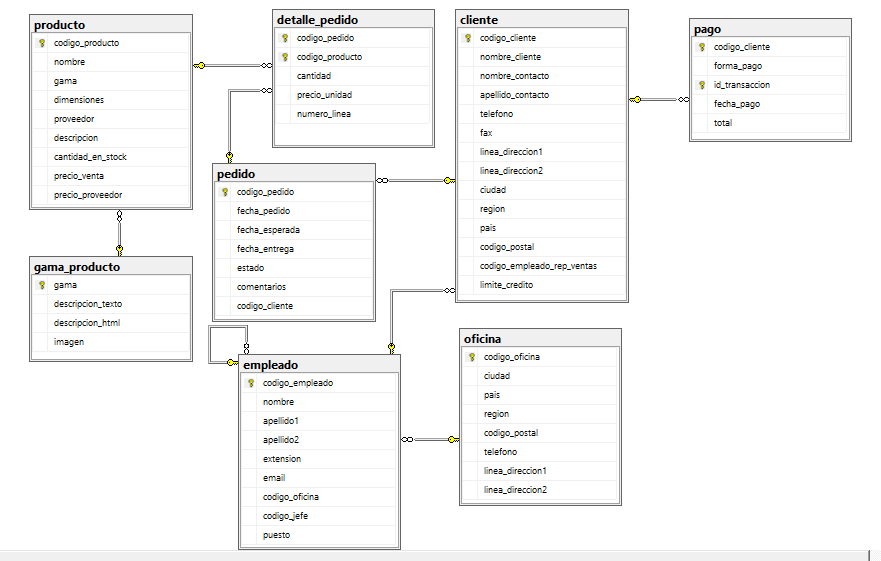 producto
codigo_producto
nombre
gama
dimensiones
proveedor
descripcion
cantidad_en_stock
precio_venta
precio_proveedor
detalle_pedido
codigo_pedido
codigo_producto
cantidad
precio_unidad
numero_linea
cliente
codigo_cliente
nombre_cliente
nombre_contacto
apellido_contacto
telefono
fax
linea_direccion1
linea_direccion2
ciudad
region
pais
codigo_postal
codigo_empleado_rep_ventas
limite_credito
pago
codigo_cliente
forma_pago
id_transaccion
fecha_pago
total
pedido
codigo_pedido
fecha_pedido
fecha_esperada
fecha_entrega
estado
comentarios
codigo_cliente
gama_producto
gama
descripcion_texto
descripcion_html
imagen
empleado
codigo_empleado
nombre
apellido1
apellido2
extension
email
codigo_oficina
codigo_jefe
puesto
oficina
codigo_oficina
ciudad
pais
region
codigo_postal
telefono
linea_direccion1
linea_direccion2